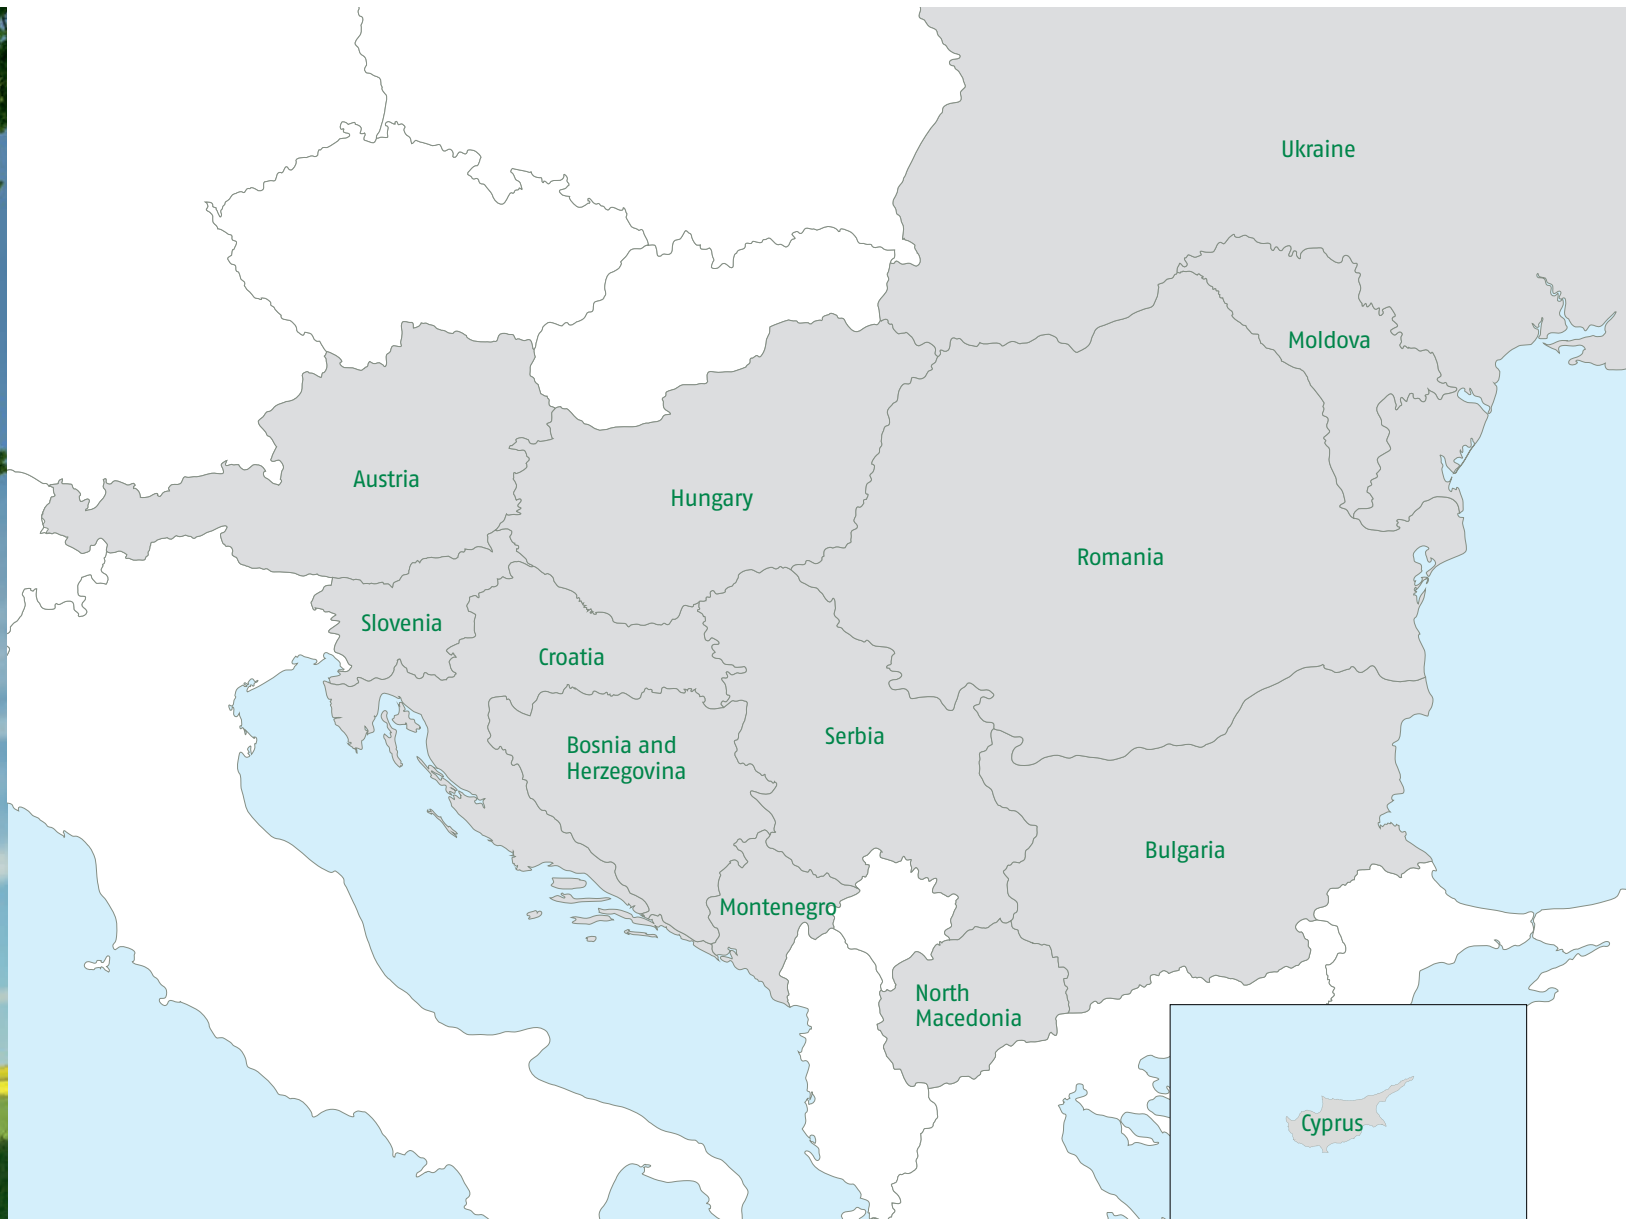 Ukraine
Moldova
Austria
Hungary
Romania
Slovenia
Croatia
Serbia
Bosnia and
Herzegovina
Bulgaria
Montenegro
North
Macedonia
Cyprus